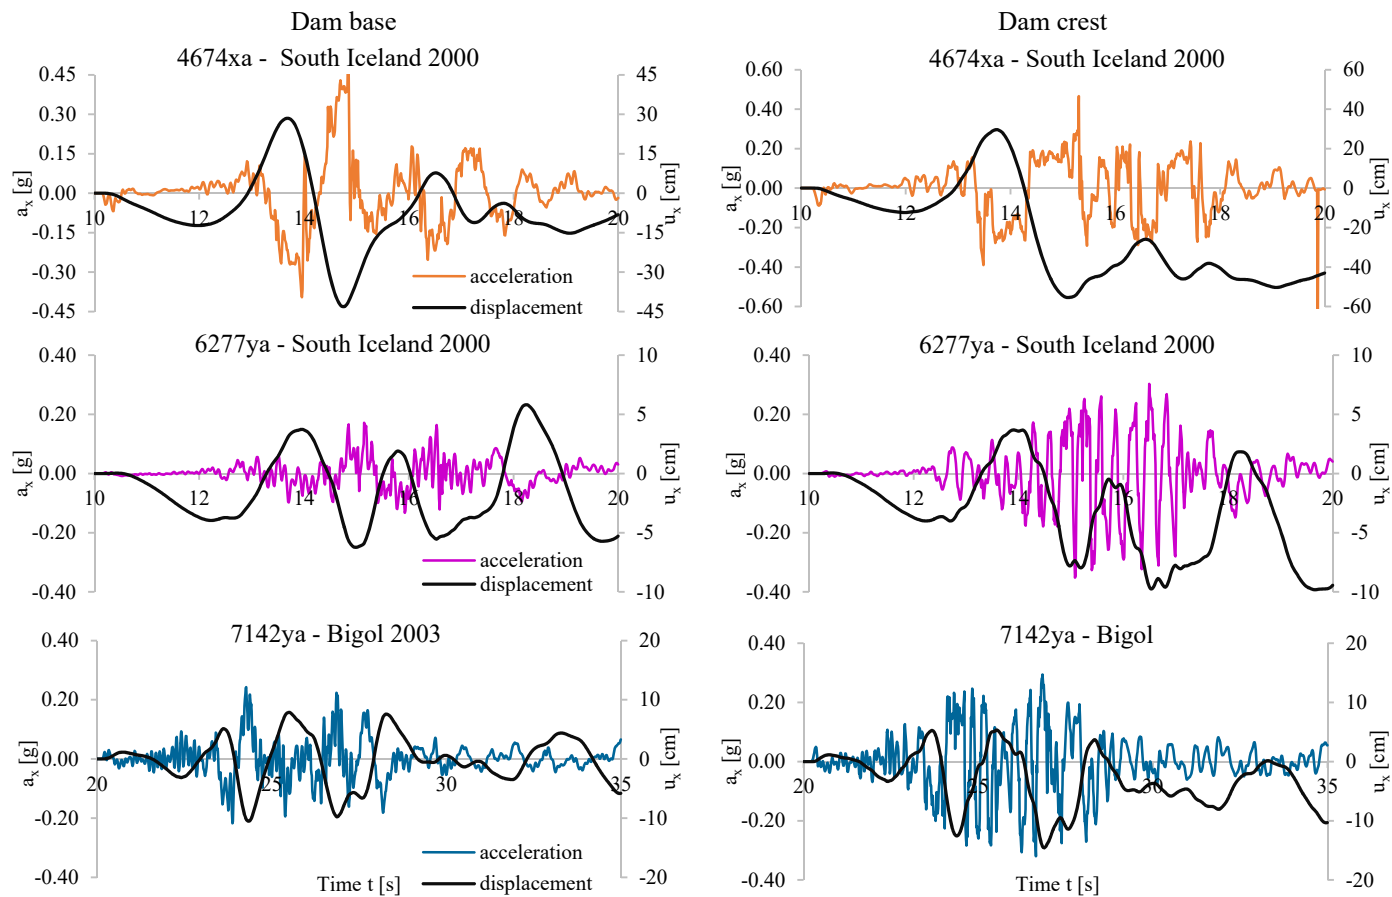 Dam base
4674xa - South Iceland 2000
0.45
0.30
0.15
0.00
-0.15
-0.30
-0.45
a_x [g]
45
30
15
0
-15
-30
-45
u_x [cm]
10 12 14 16 18 20
acceleration
displacement
Dam crest
4674xa - South Iceland 2000
0.60
0.40
0.20
0.00
-0.20
-0.40
-0.60
a_x [g]
60
40
20
0
-20
-40
-60
u_x [cm]
10 12 14 16 18 20
6277ya - South Iceland 2000
0.40
0.20
0.00
-0.20
-0.40
a_x [g]
10
5
0
-5
-10
u_x [cm]
10 12 14 16 18 20
acceleration
displacement
6277ya - South Iceland 2000
0.40
0.20
0.00
-0.20
-0.40
a_x [g]
10
5
0
-5
-10
u_x [cm]
10 12 14 16 18 20
7142ya - Bigol 2003
0.40
0.20
0.00
-0.20
-0.40
a_x [g]
20
10
0
-10
-20
u_x [cm]
20 25 30 35
Time t [s]
acceleration
displacement
7142ya - Bigol
0.40
0.20
0.00
-0.20
-0.40
a_x [g]
20
10
0
-10
-20
u_x [cm]
20 25 30 35
Time t [s]